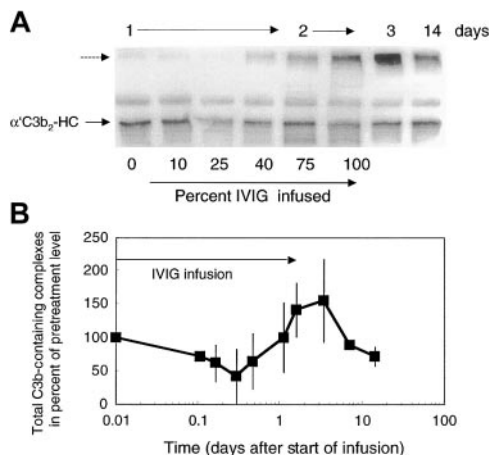 A
1 2 3 14 days
α'C3b₂-HC
0 10 25 40 75 100
Percent IVIG infused
B
250
200
150
100
50
0
IVIG infusion
Total C3b-containing complexes
in percent of pretreatment level
0.01 0.1 1 10 100
Time (days after start of infusion)